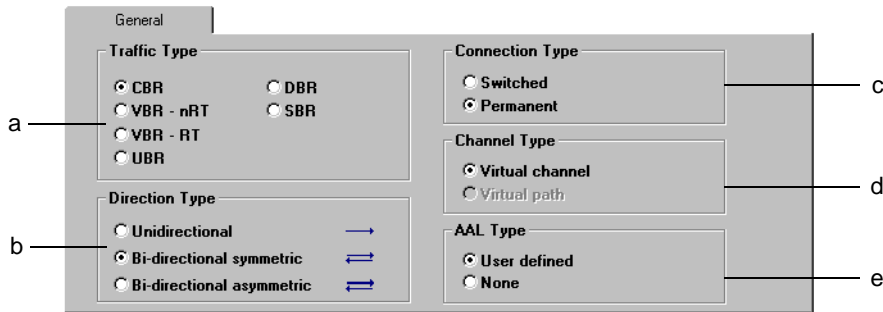 General
Traffic Type
CBR DBR
VBR - nRT SBR
VBR - RT
UBR
a
Direction Type
Unidirectional
Bi-directional symmetric
Bi-directional asymmetric
b
Connection Type
Switched
Permanent
c
Channel Type
Virtual channel
Virtual path
d
AAL Type
User defined
None
e